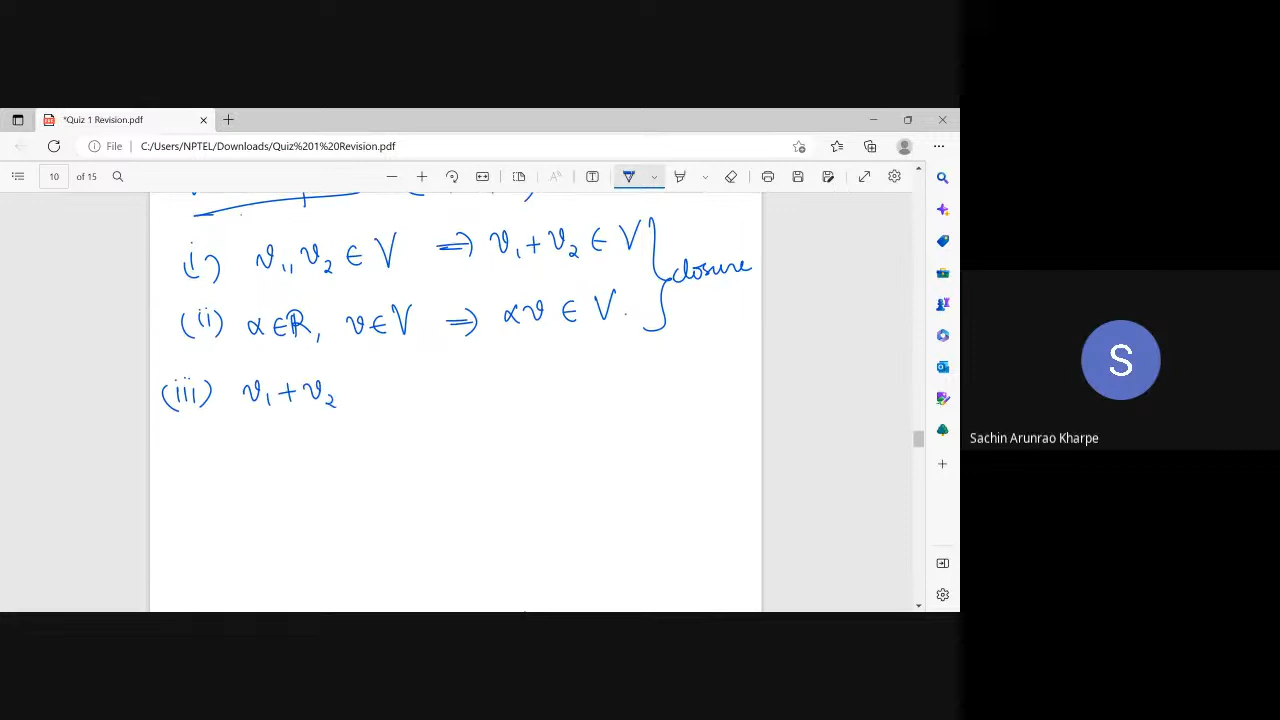 *Quiz 1 Revision.pdf
File C:/Users/NPTEL/Downloads/Quiz%201%20Revision.pdf
10 of 15
(i) v₁, v₂ ∈ V ⟹ v₁ + v₂ ∈ V
closure
(ii) α ∈ ℝ, v ∈ V ⟹ αv ∈ V.
(iii) v₁ + v₂
S
Sachin Arunrao Kharpe